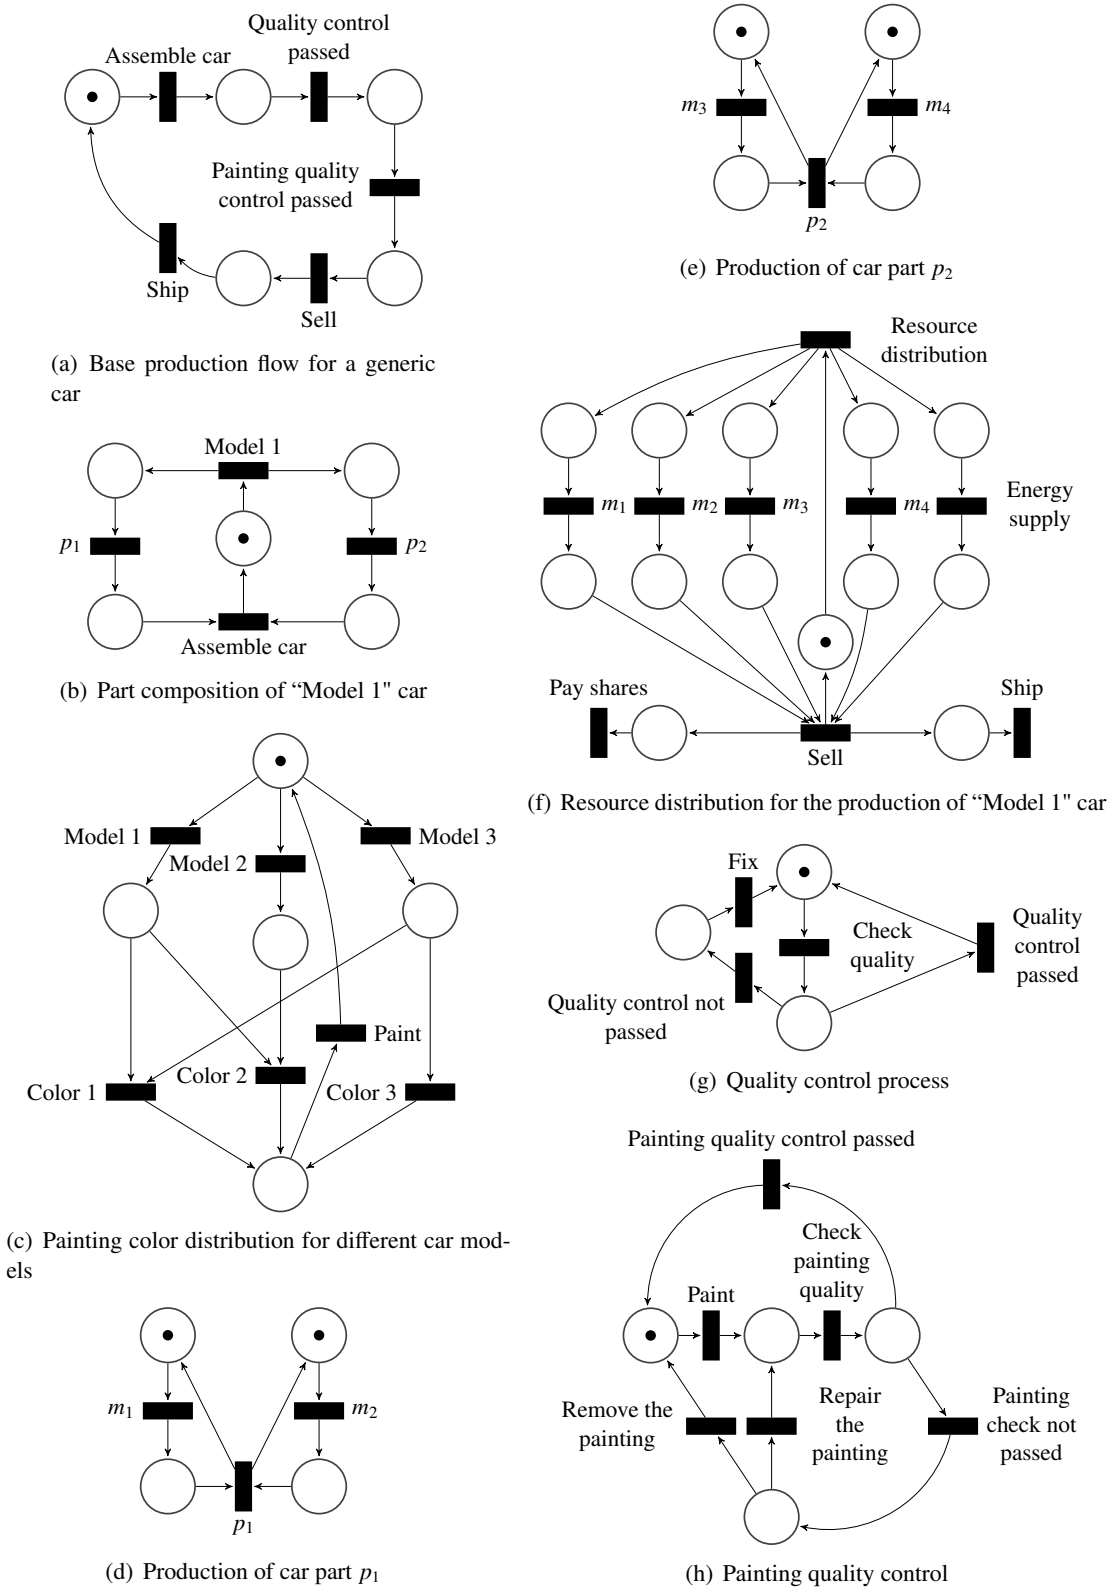 Quality control
passed
Assemble car
Painting quality
control passed
Ship
Sell
(a) Base production flow for a generic
car
Model 1
p1
p2
Assemble car
(b) Part composition of “Model 1" car
Model 1
Model 3
Model 2
Paint
Color 2
Color 1
Color 3
(c) Painting color distribution for different car mod-
els
m1
m2
p1
(d) Production of car part p1
m3
m4
p2
(e) Production of car part p2
Resource
distribution
m1
m2
m3
m4
Energy
supply
Pay shares
Ship
Sell
(f) Resource distribution for the production of “Model 1" car
Fix
Check
quality
Quality
control
passed
Quality control not
passed
(g) Quality control process
Painting quality control passed
Check
painting
quality
Paint
Remove the
painting
Repair
the
painting
Painting
check not
passed
(h) Painting quality control